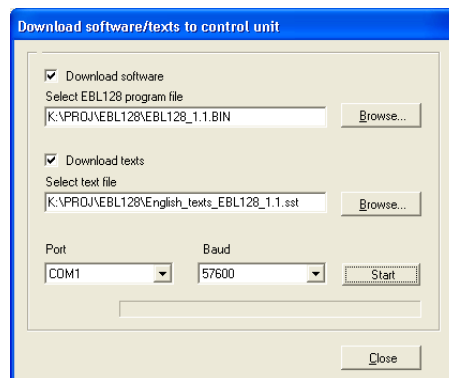 Download software/texts to control unit
Download software
Select EBL128 program file
K:\PROJ\EBL128\EBL128_1.1.BIN
Browse...
Download texts
Select text file
K:\PROJ\EBL128\English_texts_EBL128_1.1.sst
Browse...
Port Baud
COM1 57600 Start
Close